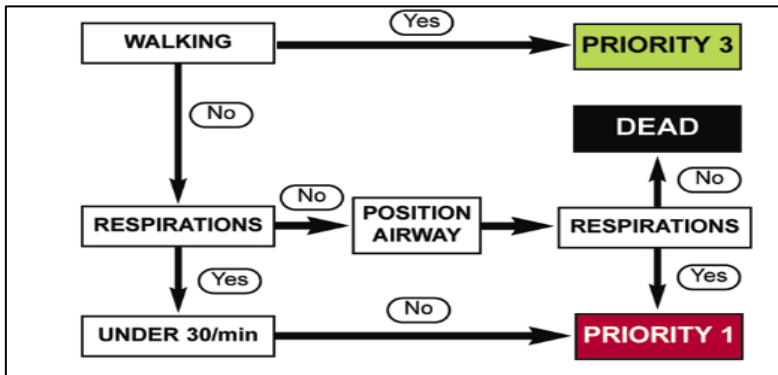 WALKING
Yes
PRIORITY 3
No
DEAD
No
No
RESPIRATIONS
POSITION
AIRWAY
RESPIRATIONS
Yes
Yes
No
UNDER 30/min
PRIORITY 1